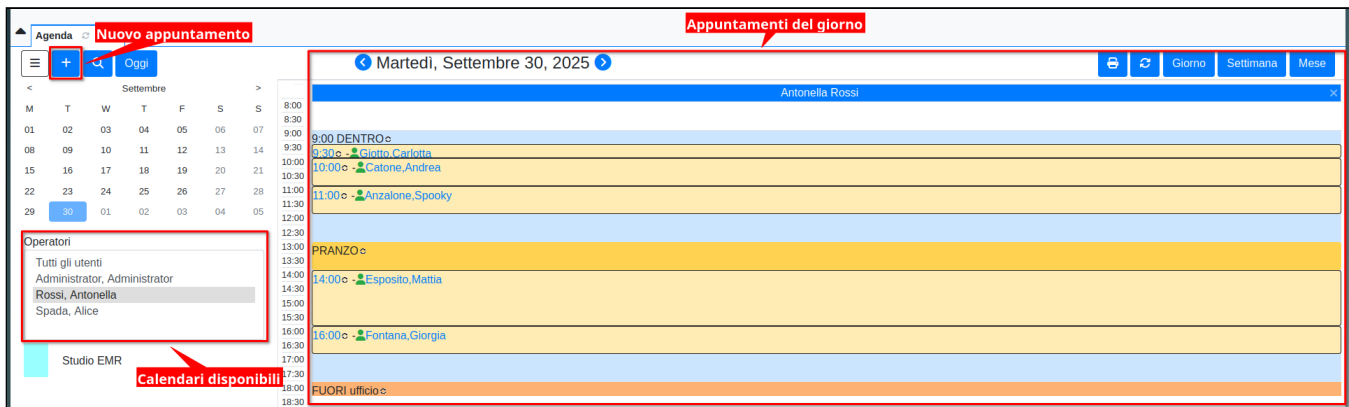 Appuntamenti del giorno
Agenda
Nuovo appuntamento
Oggi
Martedì, Settembre 30, 2025
Giorno Settimana Mese
< Settembre >
M T W T F S S
01 02 03 04 05 06 07
08 09 10 11 12 13 14
15 16 17 18 19 20 21
22 23 24 25 26 27 28
29 30 01 02 03 04 05
Operatori
Tutti gli utenti
Administrator, Administrator
Rossi, Antonella
Spada, Alice
Studio EMR
Calendari disponibili
Antonella Rossi
8:00
8:30
9:00 9:00 DENTRO
9:30 9:30 - Giotto,Carlotta
10:00 10:00 - Catone,Andrea
10:30
11:00 11:00 - Anzalone,Spooky
11:30
12:00
12:30
13:00 PRANZO
13:30
14:00 14:00 - Esposito,Mattia
14:30
15:00
15:30
16:00 16:00 - Fontana,Giorgia
16:30
17:00
17:30
18:00 FUORI ufficio
18:30